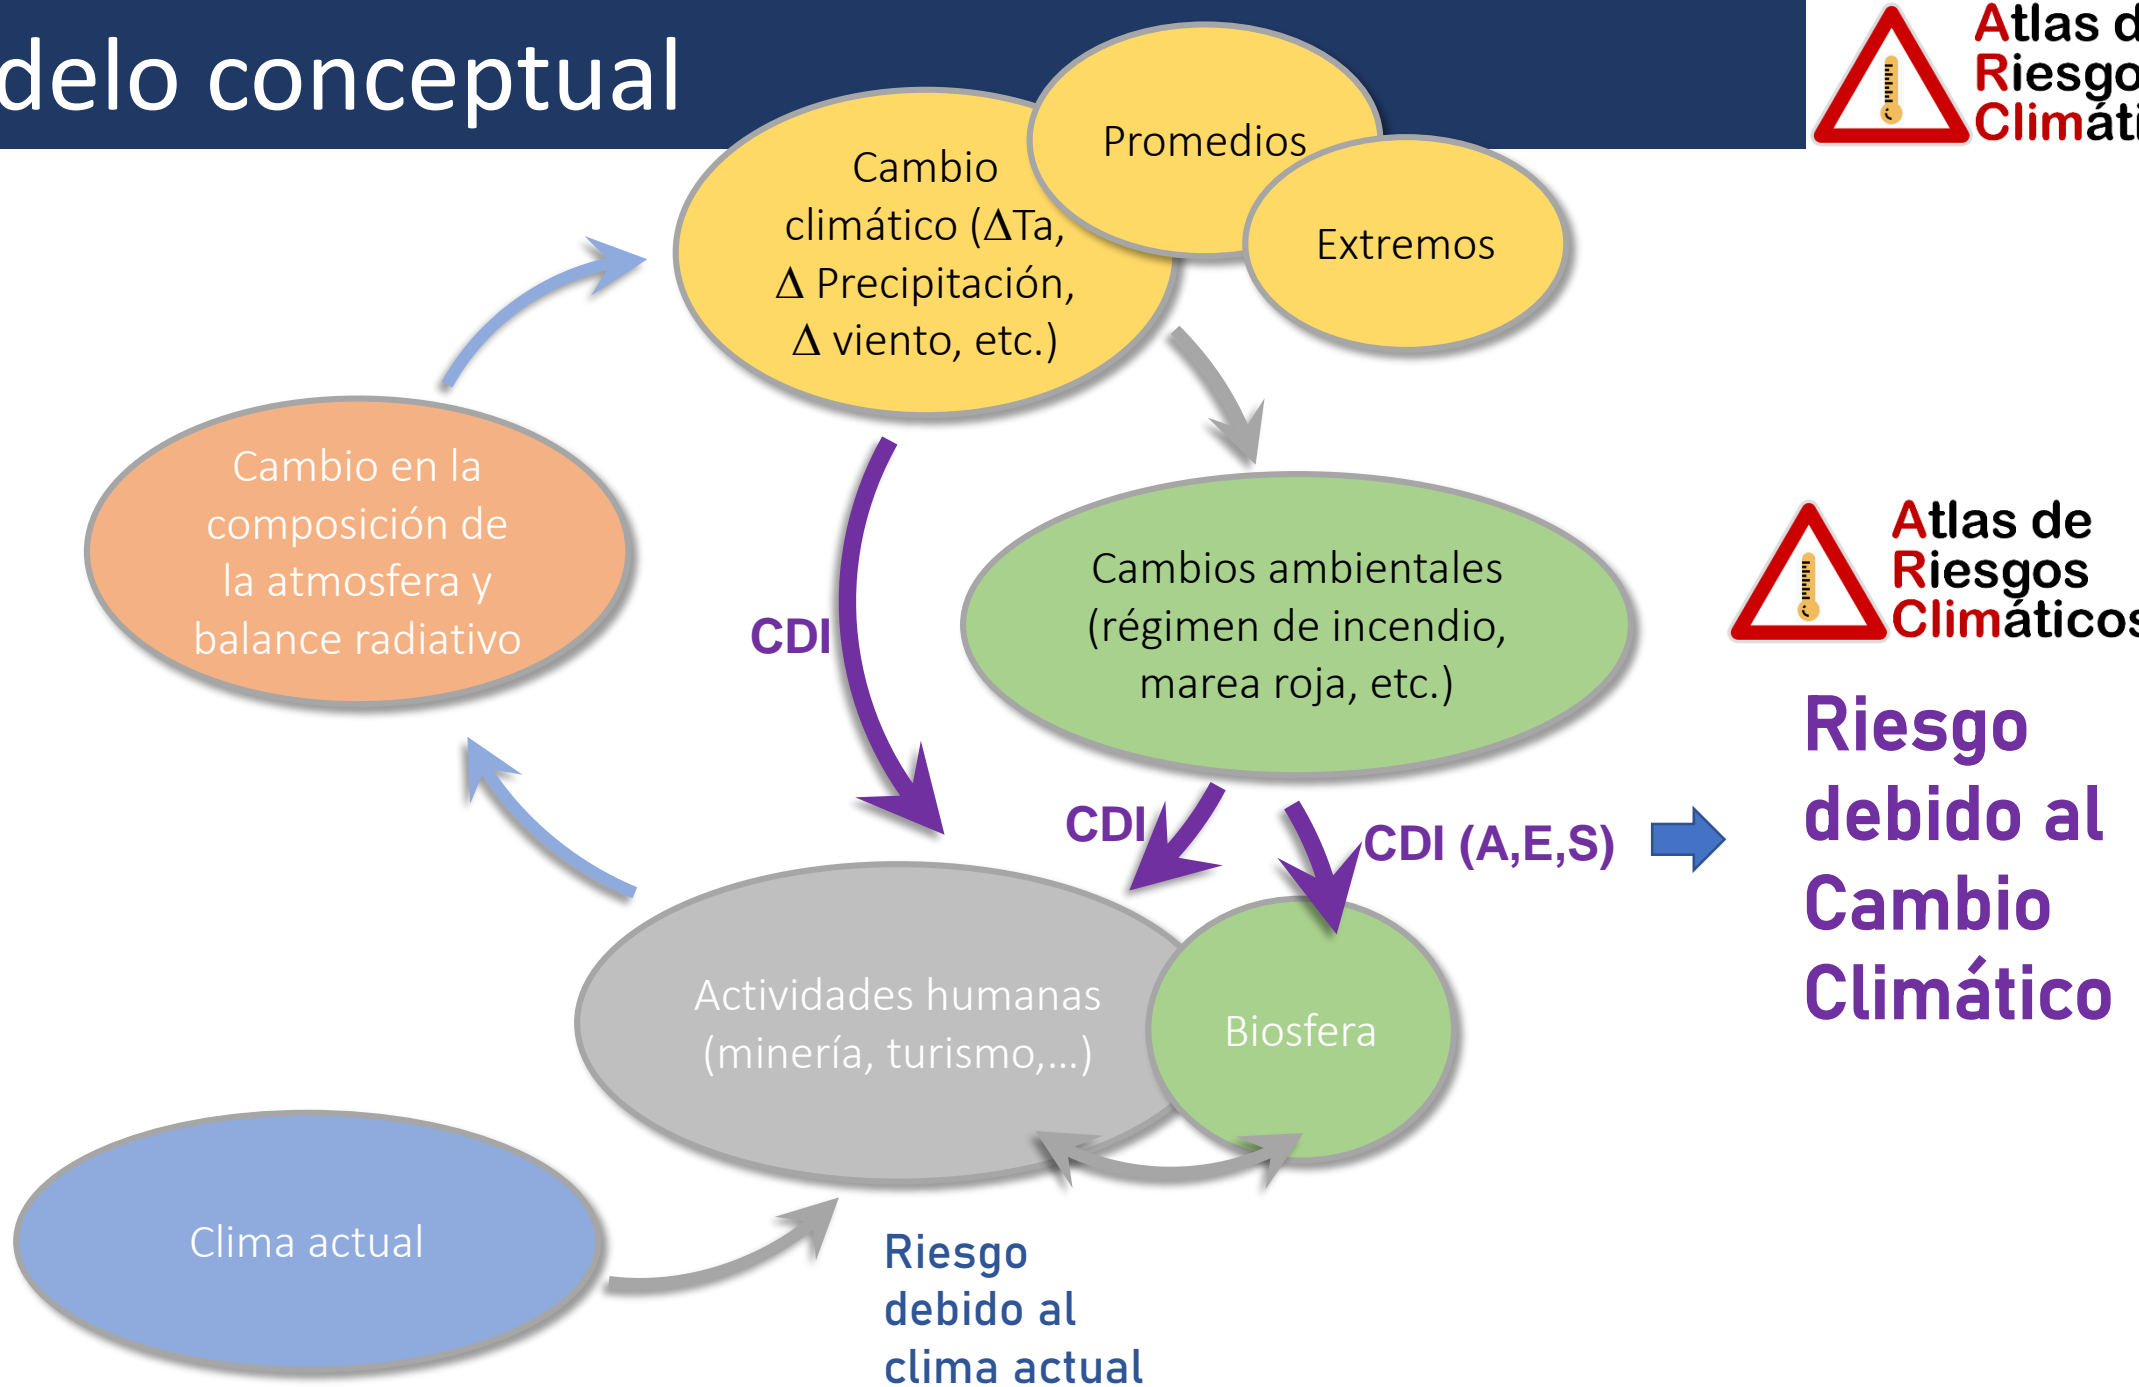 delo conceptual
Atlas d
Riesgo
Climáti
Promedios
Cambio
climático (ΔTa,
Δ Precipitación,
Δ viento, etc.)
Extremos
Cambio en la
composición de
la atmosfera y
balance radiativo
Cambios ambientales
(régimen de incendio,
marea roja, etc.)
Atlas de
Riesgos
Climáticos
CDI
CDI
CDI (A,E,S)
Riesgo
debido al
Cambio
Climático
Actividades humanas
(minería, turismo,...)
Biosfera
Clima actual
Riesgo
debido al
clima actual